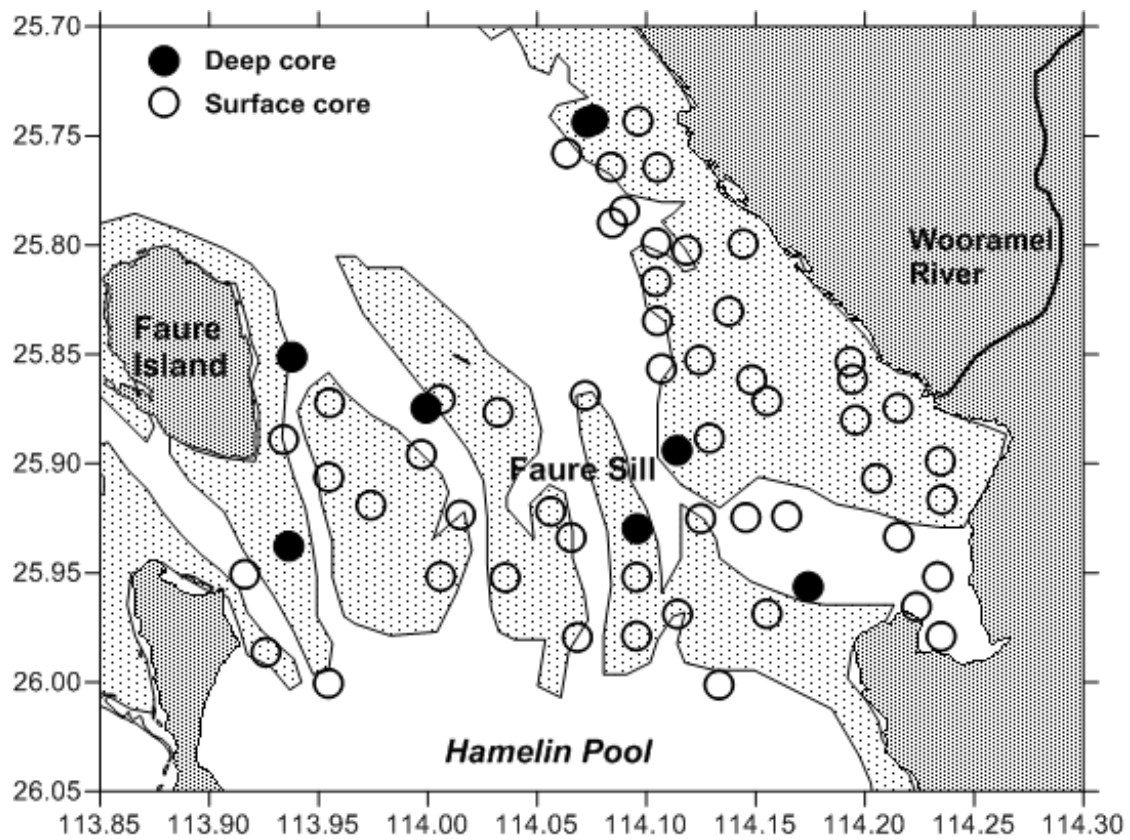 25.70
Deep core
Surface core
25.75
25.80
Wooramel
River
Faure
Island
25.85
25.90
Faure Sill
25.95
26.00
Hamelin Pool
26.05
113.85 113.90 113.95 114.00 114.05 114.10 114.15 114.20 114.25 114.30